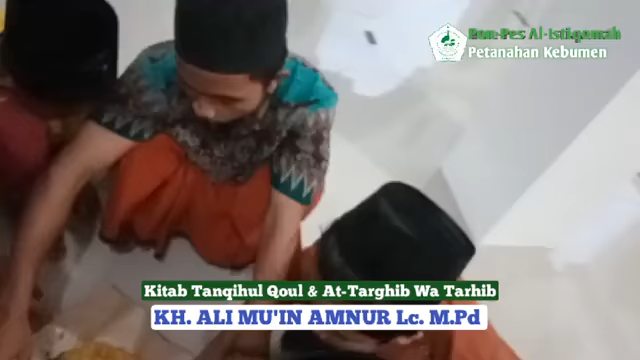 Pon-Pes Al-Istiqomah
Petanahan Kebumen
Kitab Tanqihul Qoul & At-Targhib Wa Tarhib
KH. ALI MU'IN AMNUR Lc. M.Pd